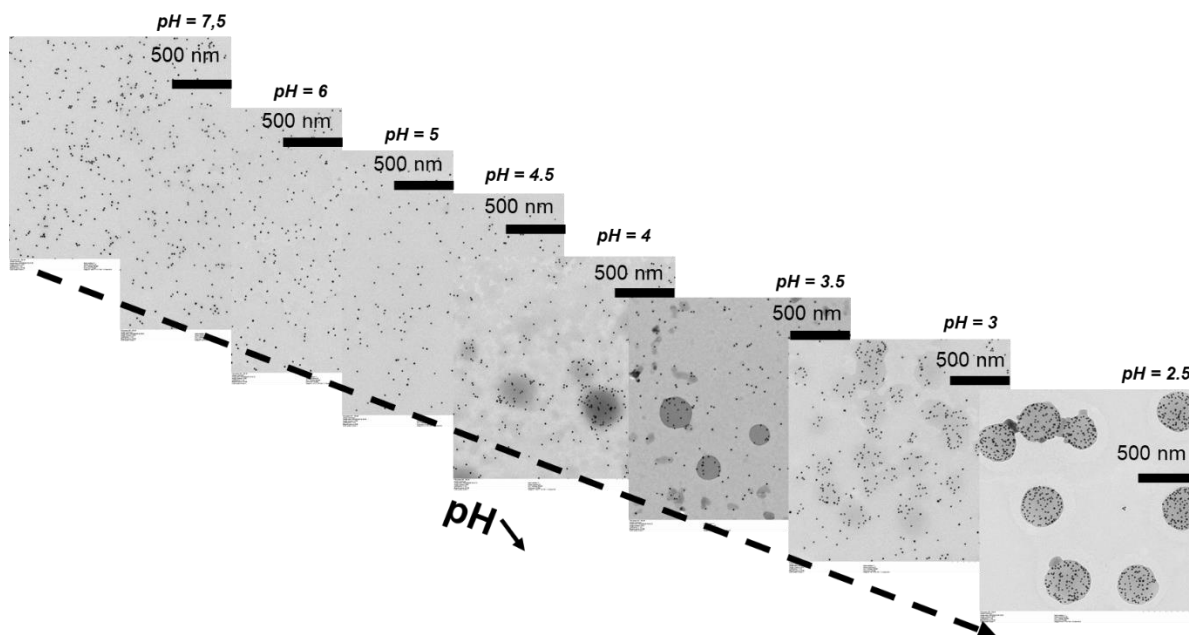 pH = 7,5
500 nm
pH = 6
500 nm
pH = 5
500 nm
pH = 4.5
500 nm
pH = 4
500 nm
pH = 3.5
500 nm
pH = 3
500 nm
pH = 2.5
500 nm
pH